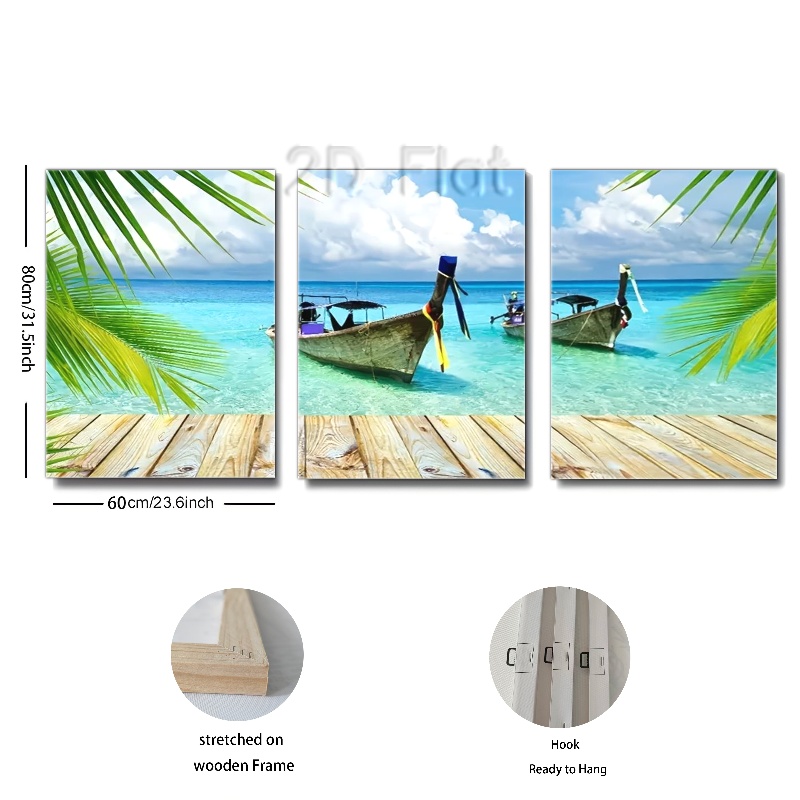 2D Flat
80cm/31.5inch
60cm/23.6inch
stretched on
wooden Frame
Hook
Ready to Hang